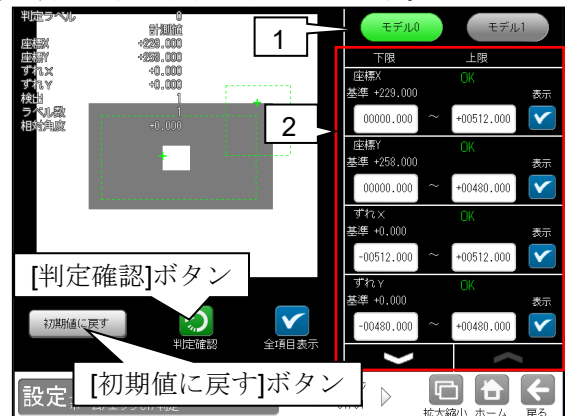 判定ラベル 0
計測値
座標X +229.000
座標Y +258.000
ずれX +0.000
ずれY +0.000
検出 1
ラベル数 1
相対角度 +0.000
1
2
モデル0 モデル1
下限 上限
座標X OK
基準 +229.000 表示
00000.000 ～ +00512.000
座標Y OK
基準 +258.000 表示
00000.000 ～ +00480.000
ずれX OK
基準 +0.000 表示
-00512.000 ～ +00512.000
ずれY OK
基準 +0.000 表示
-00480.000 ～ +00480.000
[判定確認]ボタン
初期値に戻す
判定確認
全項目表示
[初期値に戻す]ボタン
設定
拡大縮小 ホーム 戻る